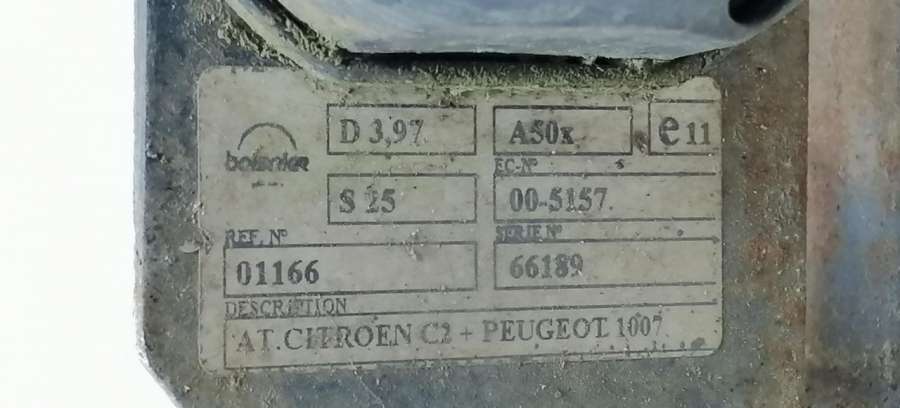 D 3,97 A50x e 11
bosenkar
EC-Nº
S 25 00-5157.
REF. Nº SERIE Nº
01166 66189
DESCRIPTION
AT.CITROEN C2 + PEUGEOT 1007